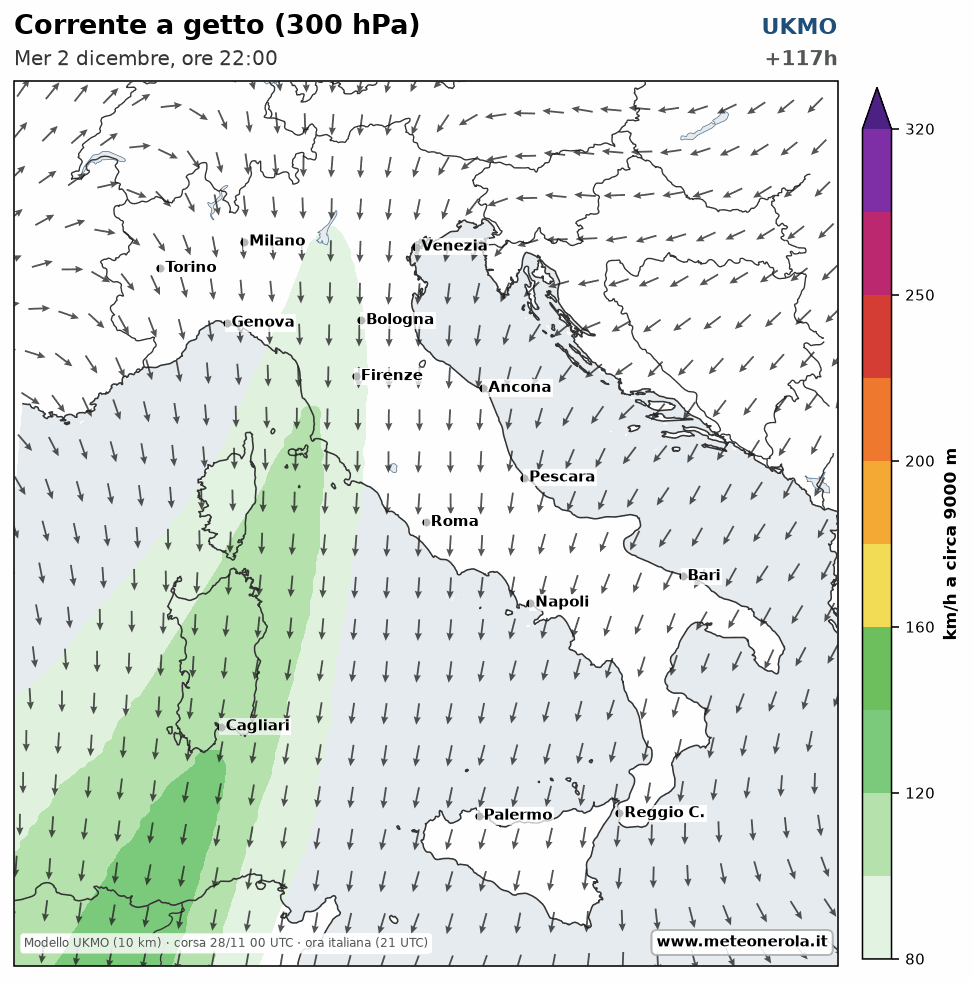 Corrente a getto (300 hPa)
UKMO
Mer 2 dicembre, ore 22:00
+117h
Milano
Venezia
Torino
Genova
Bologna
Firenze
Ancona
Pescara
Roma
Bari
Napoli
Cagliari
Palermo
Reggio C.
Modello UKMO (10 km) · corsa 28/11 00 UTC · ora italiana (21 UTC)
www.meteonerola.it
320
250
200
160
120
80
km/h a circa 9000 m